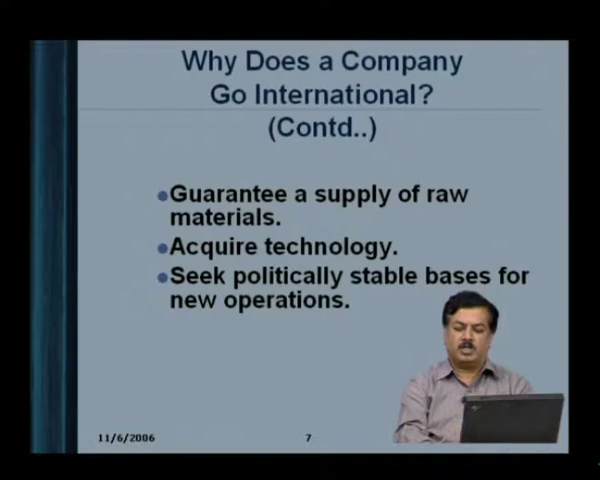 Why Does a Company
Go International?
(Contd..)
Guarantee a supply of raw
materials.
Acquire technology.
Seek politically stable bases for
new operations.
11/6/2006
7